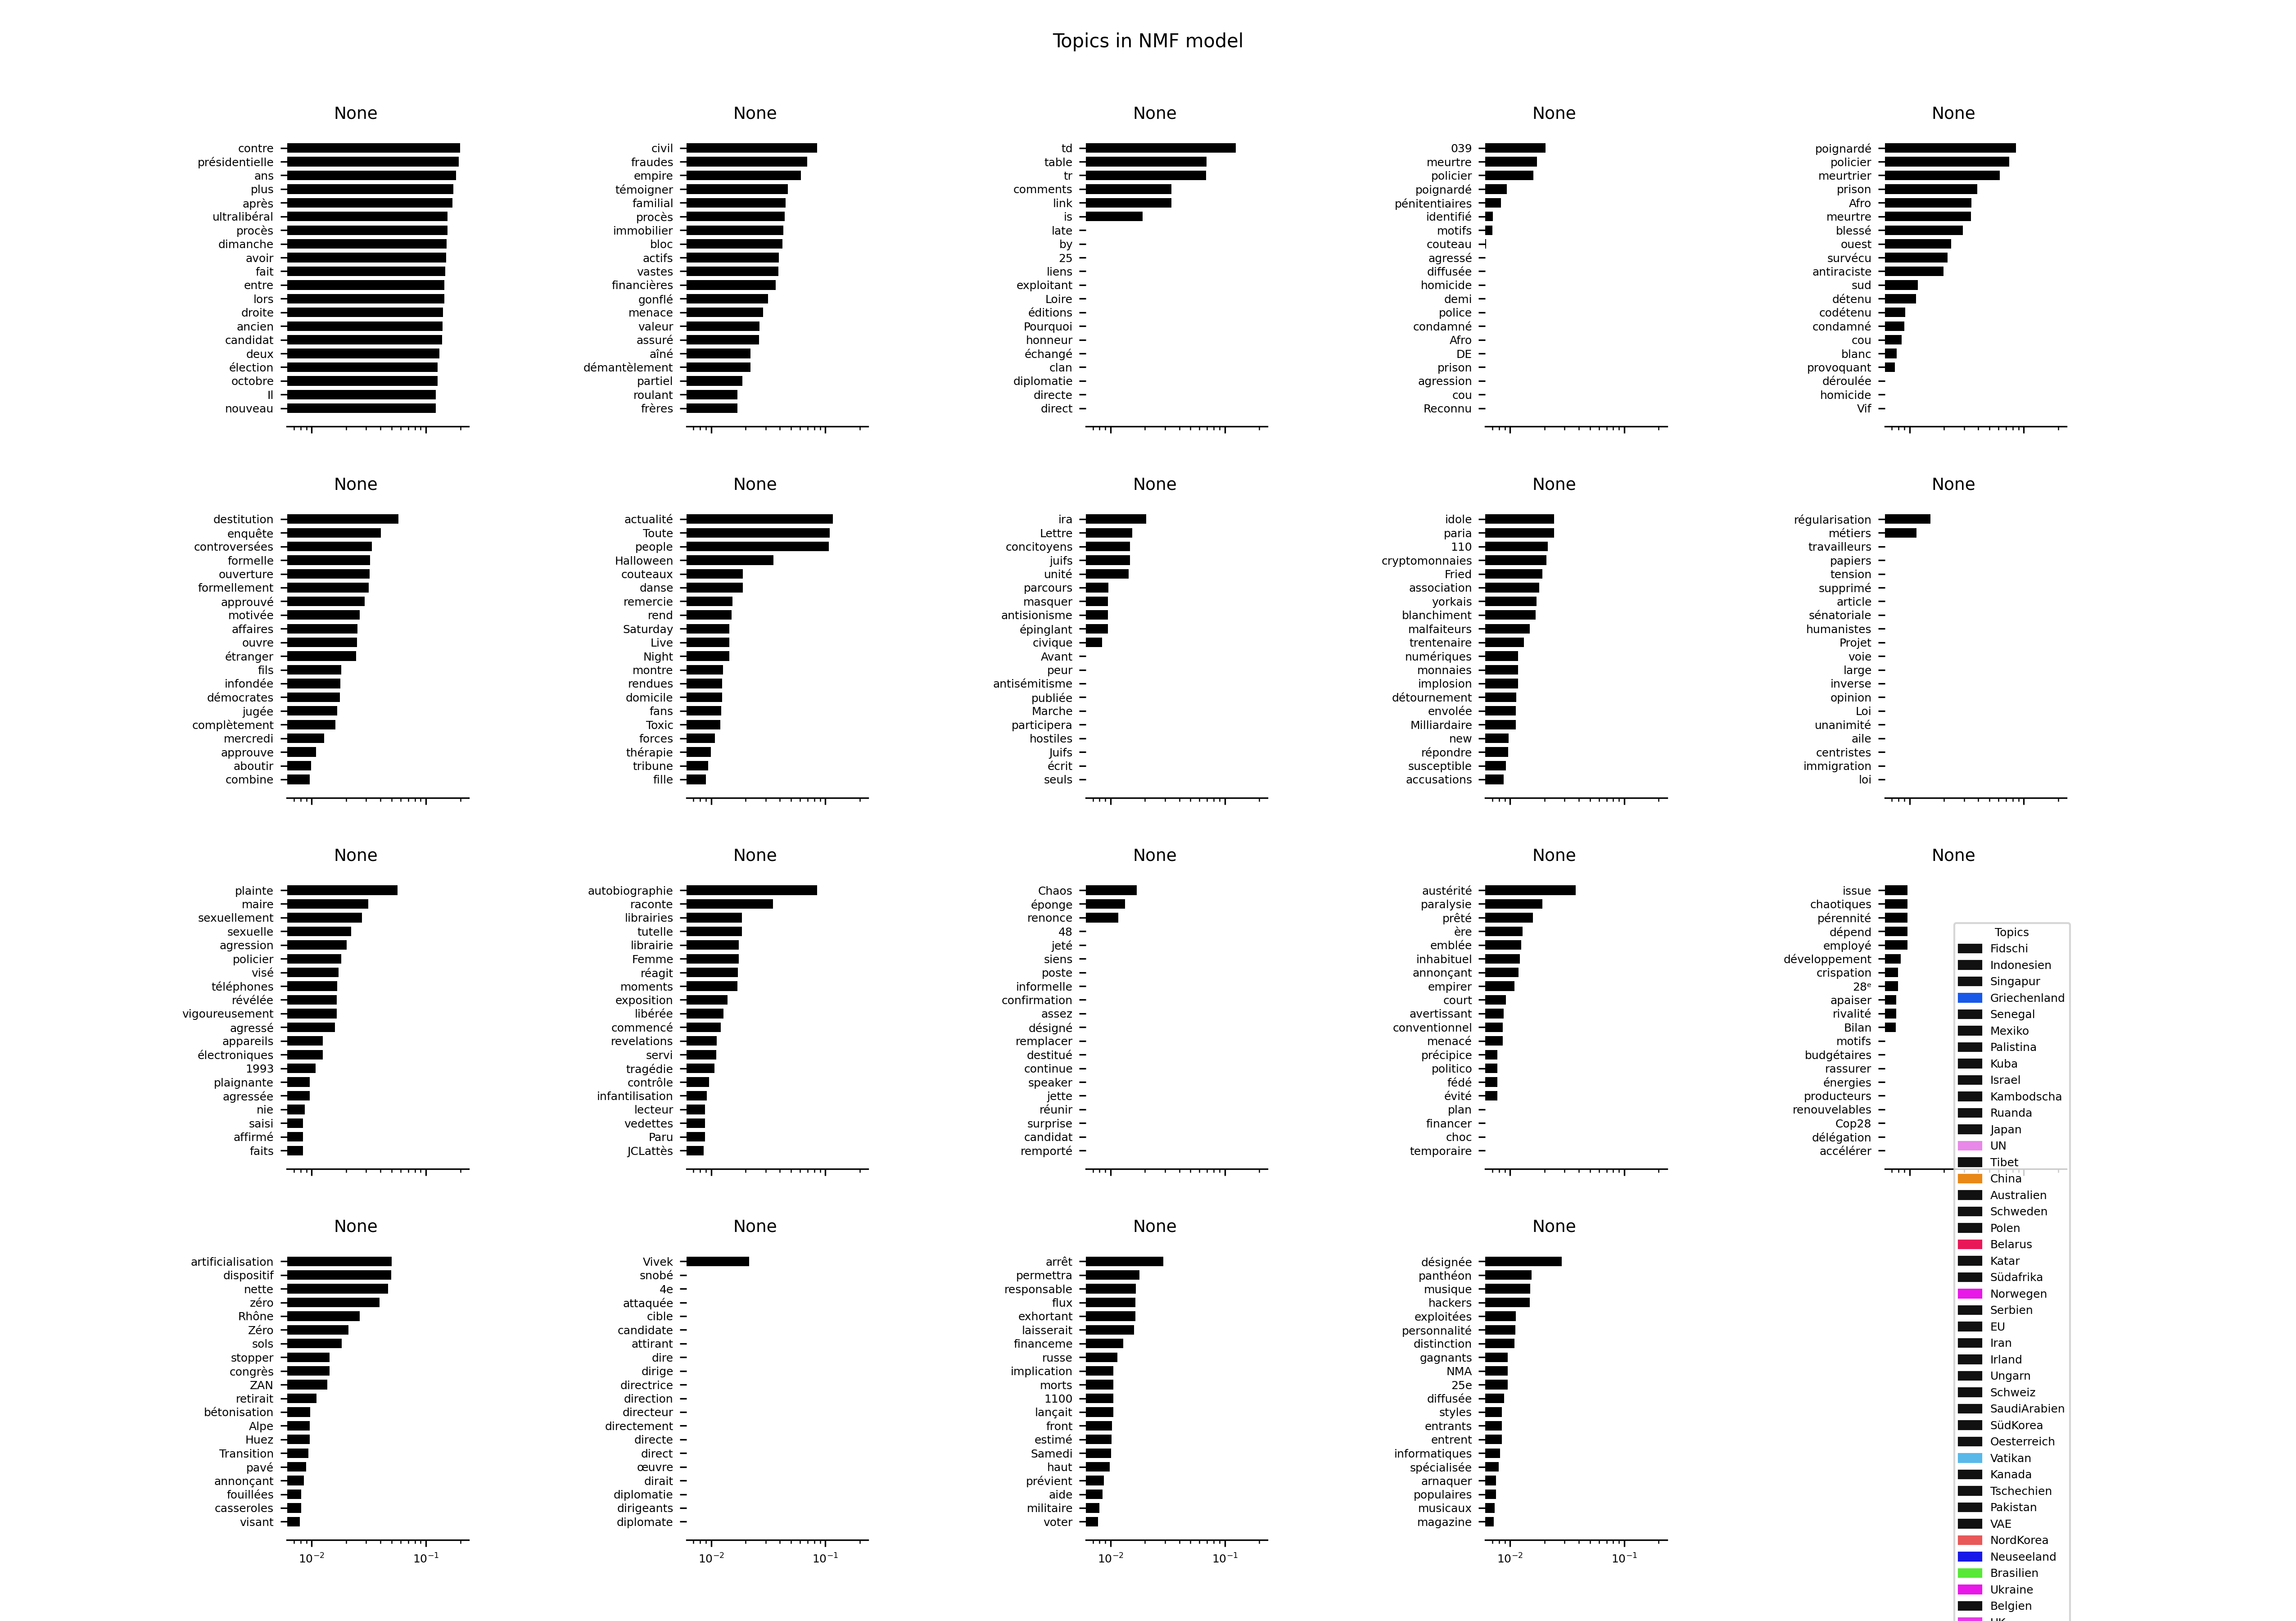 Topics in NMF model
None
contre
présidentielle
ans
plus
après
ultralibéral
procès
dimanche
avoir
fait
entre
lors
droite
ancien
candidat
deux
élection
octobre
Il
nouveau
None
civil
fraudes
empire
témoigner
familial
procès
immobilier
bloc
actifs
vastes
financières
gonflé
menace
valeur
assuré
aîné
démantèlement
partiel
roulant
frères
None
td
table
tr
comments
link
is
late
by
25
liens
exploitant
Loire
éditions
Pourquoi
honneur
échangé
clan
diplomatie
directe
direct
None
039
meurtre
policier
poignardé
pénitentiaires
identifié
motifs
couteau
agressé
diffusée
homicide
demi
police
condamné
Afro
DE
prison
agression
cou
Reconnu
None
poignardé
policier
meurtrier
prison
Afro
meurtre
blessé
ouest
survécu
antiraciste
sud
détenu
codétenu
condamné
cou
blanc
provoquant
déroulée
homicide
Vif
None
destitution
enquête
controversées
formelle
ouverture
formellement
approuvé
motivée
affaires
ouvre
étranger
fils
infondée
démocrates
jugée
complètement
mercredi
approuve
aboutir
combine
None
actualité
Toute
people
Halloween
couteaux
danse
remercie
rend
Saturday
Live
Night
montre
rendues
domicile
fans
Toxic
forces
thérapie
tribune
fille
None
ira
Lettre
concitoyens
juifs
unité
parcours
masquer
antisionisme
épinglant
civique
Avant
peur
antisémitisme
publiée
Marche
participera
hostiles
Juifs
écrit
seuls
None
idole
paria
110
cryptomonnaies
Fried
association
yorkais
blanchiment
malfaiteurs
trentenaire
numériques
monnaies
implosion
détournement
envolée
Milliardaire
new
répondre
susceptible
accusations
None
régularisation
métiers
travailleurs
papiers
tension
supprimé
article
sénatoriale
humanistes
Projet
voie
large
inverse
opinion
Loi
unanimité
aile
centristes
immigration
loi
None
plainte
maire
sexuellement
sexuelle
agression
policier
visé
téléphones
révélée
vigoureusement
agressé
appareils
électroniques
1993
plaignante
agressée
nie
saisi
affirmé
faits
None
autobiographie
raconte
librairies
tutelle
librairie
Femme
réagit
moments
exposition
libérée
commencé
revelations
servi
tragédie
contrôle
infantilisation
lecteur
vedettes
Paru
JCLattès
None
Chaos
éponge
renonce
48
jeté
siens
poste
informelle
confirmation
assez
désigné
remplacer
destitué
continue
speaker
jette
réunir
surprise
candidat
remporté
None
austérité
paralysie
prêté
ère
emblée
inhabituel
annonçant
empirer
court
avertissant
conventionnel
menacé
précipice
politico
fédé
évité
plan
financer
choc
temporaire
None
issue
chaotiques
pérennité
dépend
employé
développement
crispation
28ᵉ
apaiser
rivalité
Bilan
motifs
budgétaires
rassurer
énergies
producteurs
renouvelables
Cop28
délégation
accélérer
None
artificialisation
dispositif
nette
zéro
Rhône
Zéro
sols
stopper
congrès
ZAN
retirait
bétonisation
Alpe
Huez
Transition
pavé
annonçant
fouillées
casseroles
visant
10⁻² 10⁻¹
None
Vivek
snobé
4e
attaquée
cible
candidate
attirant
dire
dirige
directrice
direction
directeur
directement
directe
direct
œuvre
dirait
diplomatie
dirigeants
diplomate
10⁻² 10⁻¹
None
arrêt
permettra
responsable
flux
exhortant
laisserait
financeme
russe
implication
morts
1100
lançait
front
estimé
Samedi
haut
prévient
aide
militaire
voter
10⁻² 10⁻¹
None
désignée
panthéon
musique
hackers
exploitées
personnalité
distinction
gagnants
NMA
25e
diffusée
styles
entrants
entrent
informatiques
spécialisée
arnaquer
populaires
musicaux
magazine
10⁻² 10⁻¹
Topics
Fidschi
Indonesien
Singapur
Griechenland
Senegal
Mexiko
Palistina
Kuba
Israel
Kambodscha
Ruanda
Japan
UN
Tibet
China
Australien
Schweden
Polen
Belarus
Katar
Südafrika
Norwegen
Serbien
EU
Iran
Irland
Ungarn
Schweiz
SaudiArabien
SüdKorea
Oesterreich
Vatikan
Kanada
Tschechien
Pakistan
VAE
NordKorea
Neuseeland
Brasilien
Ukraine
Belgien